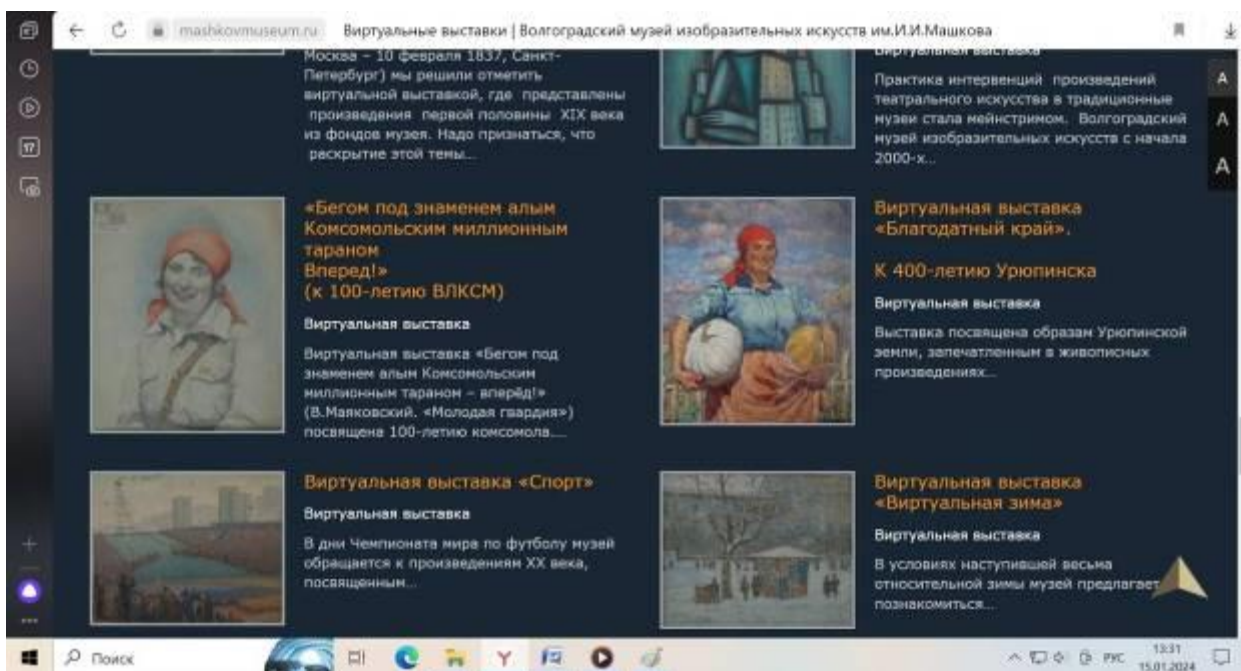 mashkovmuseum.ru Виртуальные выставки | Волгоградский музей изобразительных искусств им.И.И.Машкова
17
Москва – 10 февраля 1837, Санкт-
Петербург) мы решили отметить
виртуальной выставкой, где представлены
произведения первой половины XIX века
из фондов музея. Надо признаться, что
раскрытие этой темы...
Виртуальная выставка
Практика интервенций произведений
театрального искусства в традиционные
музеи стала мейнстримом. Волгоградский
музей изобразительных искусств с начала
2000-х...
А
А
А
«Бегом под знаменем алым
Комсомольским миллионным
тараном
Вперед!»
(к 100-летию ВЛКСМ)
Виртуальная выставка
Виртуальная выставка «Бегом под
знаменем алым Комсомольским
миллионным тараном – вперёд!»
(В.Маяковский. «Молодая гвардия»)
посвящена 100-летию комсомола....
Виртуальная выставка
«Благодатный край».
К 400-летию Урюпинска
Виртуальная выставка
Выставка посвящена образам Урюпинской
земли, запечатленным в живописных
произведениях...
Виртуальная выставка «Спорт»
Виртуальная выставка
В дни Чемпионата мира по футболу музей
обращается к произведениям XX века,
посвященным...
Виртуальная выставка
«Виртуальная зима»
Виртуальная выставка
В условиях наступившей весьма
относительной зимы музей предлагает
познакомиться...
Поиск
РУС
13:31
15.01.2024